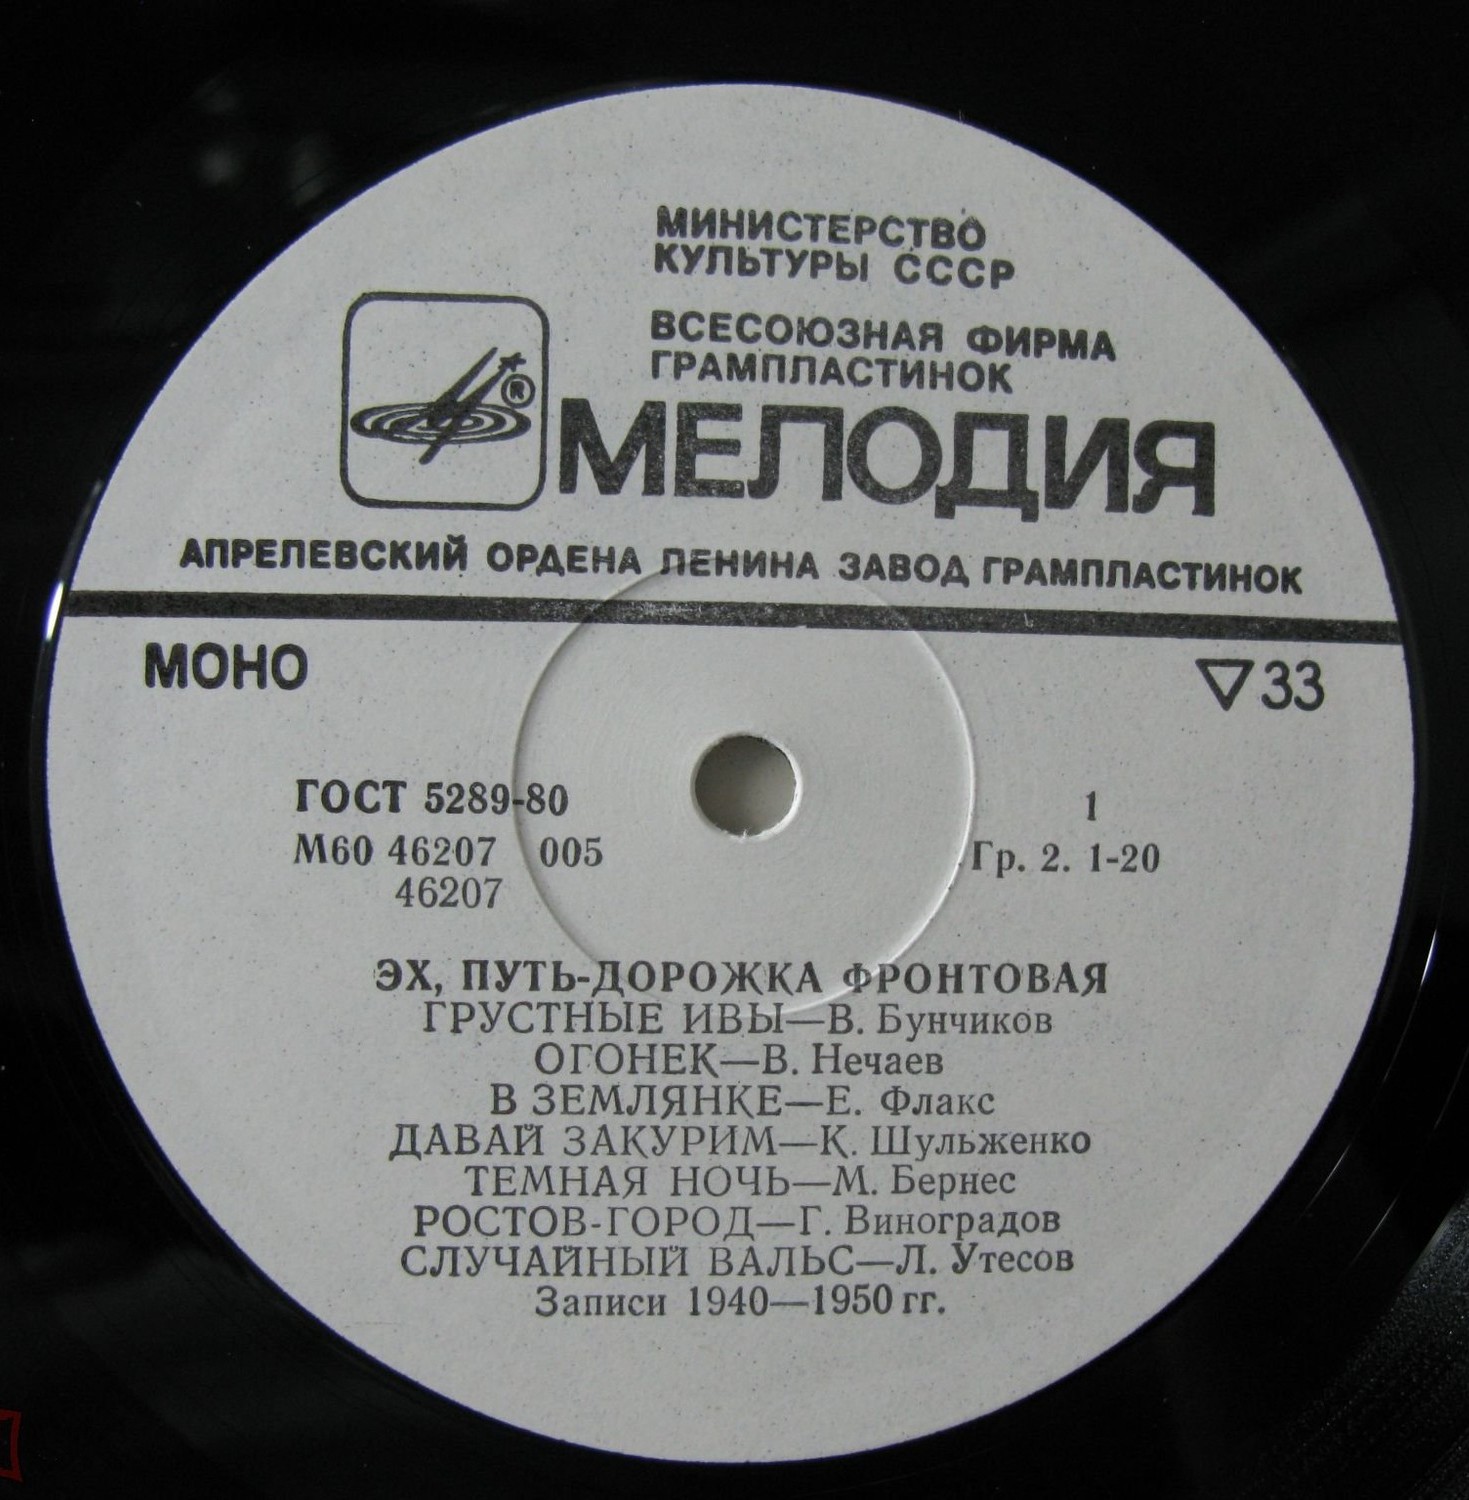 МИНИСТЕРСТВО
КУЛЬТУРЫ СССР
ВСЕСОЮЗНАЯ ФИРМА
ГРАМПЛАСТИНОК
®
МЕЛОДИЯ
АПРЕЛЕВСКИЙ ОРДЕНА ЛЕНИНА ЗАВОД ГРАМПЛАСТИНОК
МОНО ▽33
ГОСТ 5289-80 1
М60 46207 005 Гр. 2. 1-20
46207
ЭХ, ПУТЬ-ДОРОЖКА ФРОНТОВАЯ
ГРУСТНЫЕ ИВЫ—В. Бунчиков
ОГОНЕК—В. Нечаев
В ЗЕМЛЯНКЕ—Е. Флакс
ДАВАЙ ЗАКУРИМ—К. Шульженко
ТЕМНАЯ НОЧЬ—М. Бернес
РОСТОВ-ГОРОД—Г. Виноградов
СЛУЧАЙНЫЙ ВАЛЬС—Л. Утесов
Записи 1940—1950 гг.